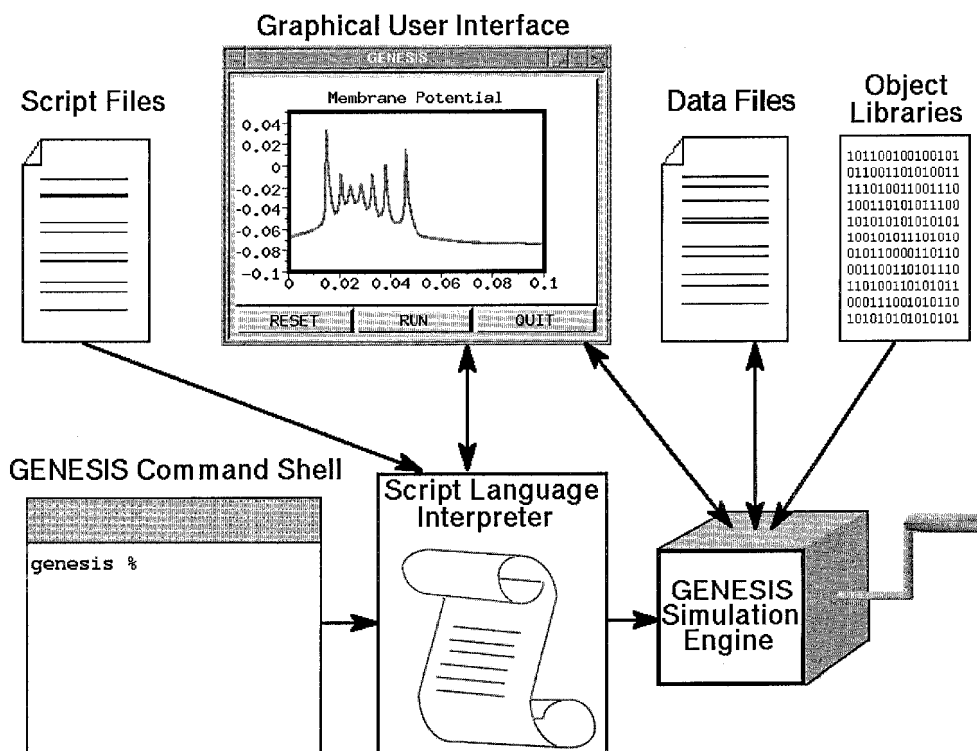 Graphical User Interface
GENESIS
Script Files
Membrane Potential
0.04
0.02
0
-0.02
-0.04
-0.06
-0.08
-0.1
0 0.02 0.04 0.06 0.08 0.1
RESET RUN QUIT
Data Files
Object
Libraries
101100100100101
011001101010011
111010011001110
100110101011100
101010101010101
100101011101010
010110000110110
001100110101110
110100110101011
000111001010110
101010101010101
GENESIS Command Shell
genesis %
Script Language
Interpreter
GENESIS
Simulation
Engine